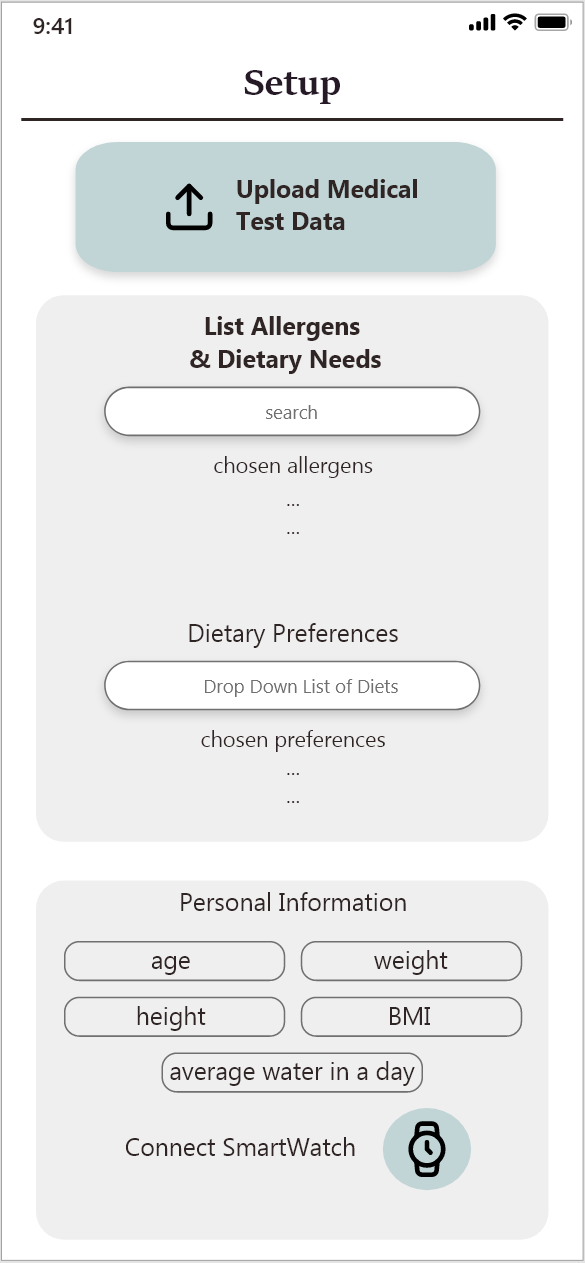 9:41
Setup
Upload Medical
Test Data
List Allergens
& Dietary Needs
search
chosen allergens
...
...
Dietary Preferences
Drop Down List of Diets
chosen preferences
...
...
Personal Information
age
weight
height
BMI
average water in a day
Connect SmartWatch